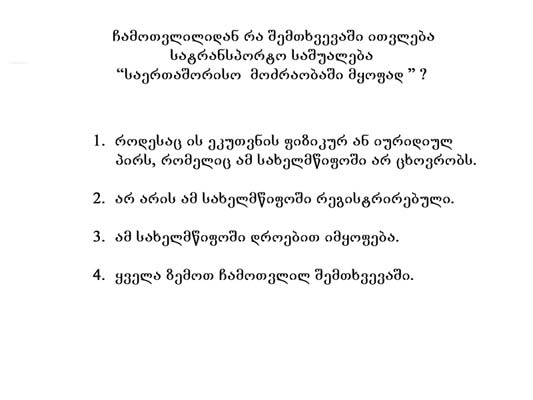 ჩამოთვლილიდან რა შემთხვევაში ითვლება
სატრანსპორტო საშუალება
“საერთაშორისო მოძრაობაში მყოფად ” ?
1. როდესაც ის ეკუთვნის ფიზიკურ ან იურიდიულ
პირს, რომელიც ამ სახელმწიფოში არ ცხოვრობს.
2. არ არის ამ სახელმწიფოში რეგისტრირებული.
3. ამ სახელმწიფოში დროებით იმყოფება.
4. ყველა ზემოთ ჩამოთვლილ შემთხვევაში.